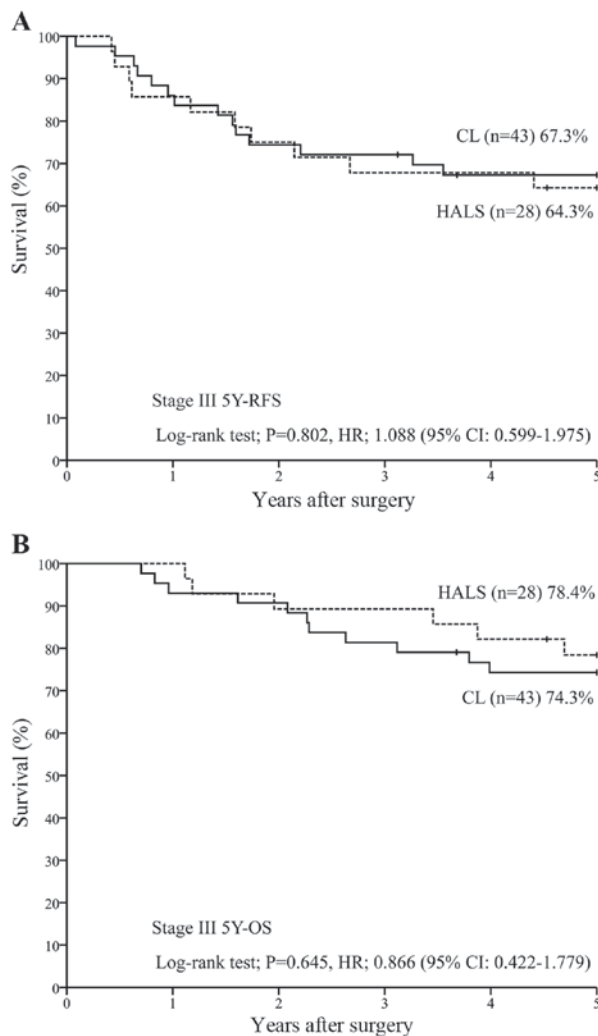 A
100
90
80
70
60
50
40
30
20
10
0
Survival (%)
CL (n=43) 67.3%
HALS (n=28) 64.3%
Stage III 5Y-RFS
Log-rank test; P=0.802, HR; 1.088 (95% CI: 0.599-1.975)
0 1 2 3 4 5
Years after surgery
B
100
90
80
70
60
50
40
30
20
10
0
Survival (%)
HALS (n=28) 78.4%
CL (n=43) 74.3%
Stage III 5Y-OS
Log-rank test; P=0.645, HR; 0.866 (95% CI: 0.422-1.779)
0 1 2 3 4 5
Years after surgery